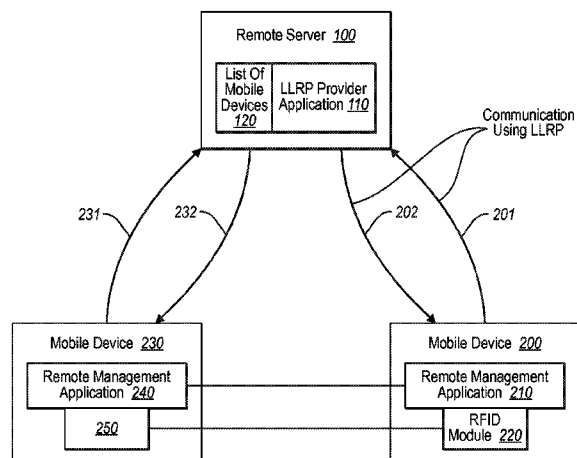 Remote Server 100
List Of
Mobile
Devices
120
LLRP Provider
Application 110
Communication
Using LLRP
231
232
202
201
Mobile Device 230
Remote Management
Application 240
250
Mobile Device 200
Remote Management
Application 210
RFID
Module 220